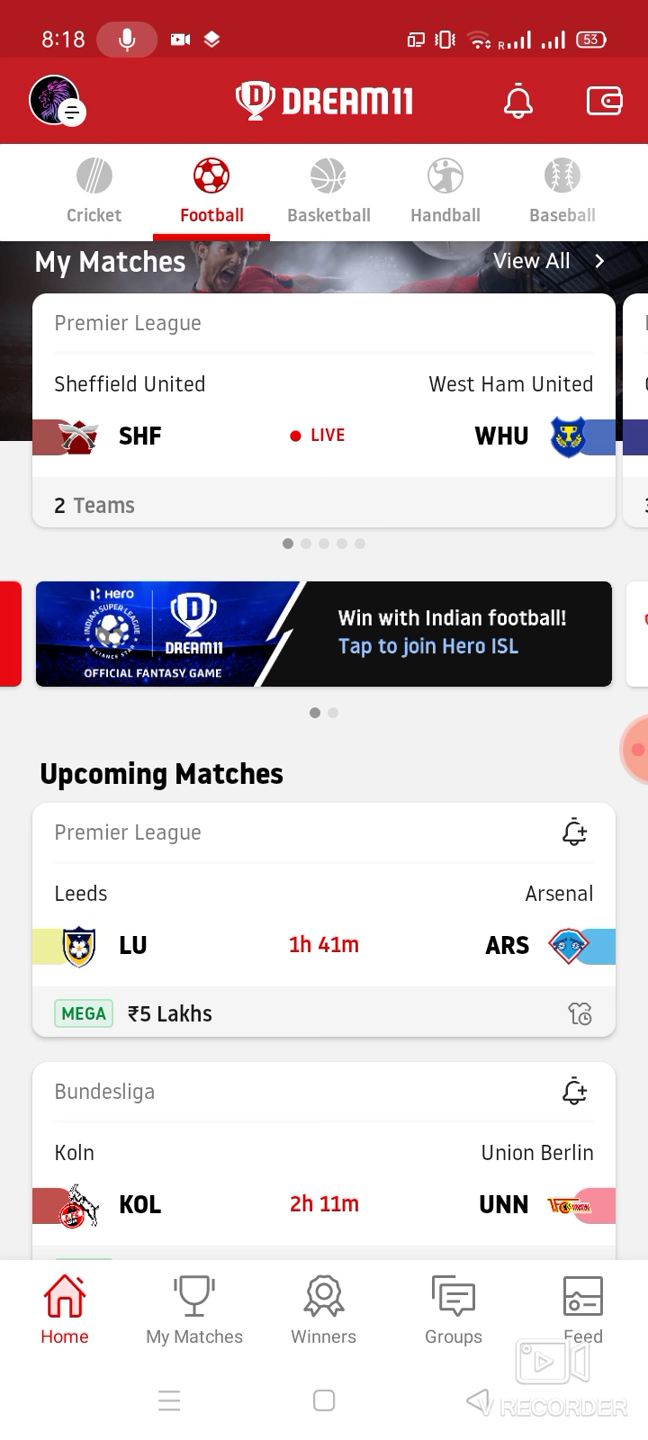 8:18
R
53
D DREAM11
Cricket
Football
Basketball
Handball
Baseball
My Matches
View All
Premier League
Sheffield United
West Ham United
SHF
LIVE
WHU
2 Teams
Hero
INDIAN SUPER LEAGUE
D
DREAM11
OFFICIAL FANTASY GAME
Win with Indian football!
Tap to join Hero ISL
Upcoming Matches
Premier League
Leeds
Arsenal
LU
1h 41m
ARS
MEGA
₹5 Lakhs
Bundesliga
Koln
Union Berlin
KOL
2h 11m
UNN
Home
My Matches
Winners
Groups
Feed
V RECORDER